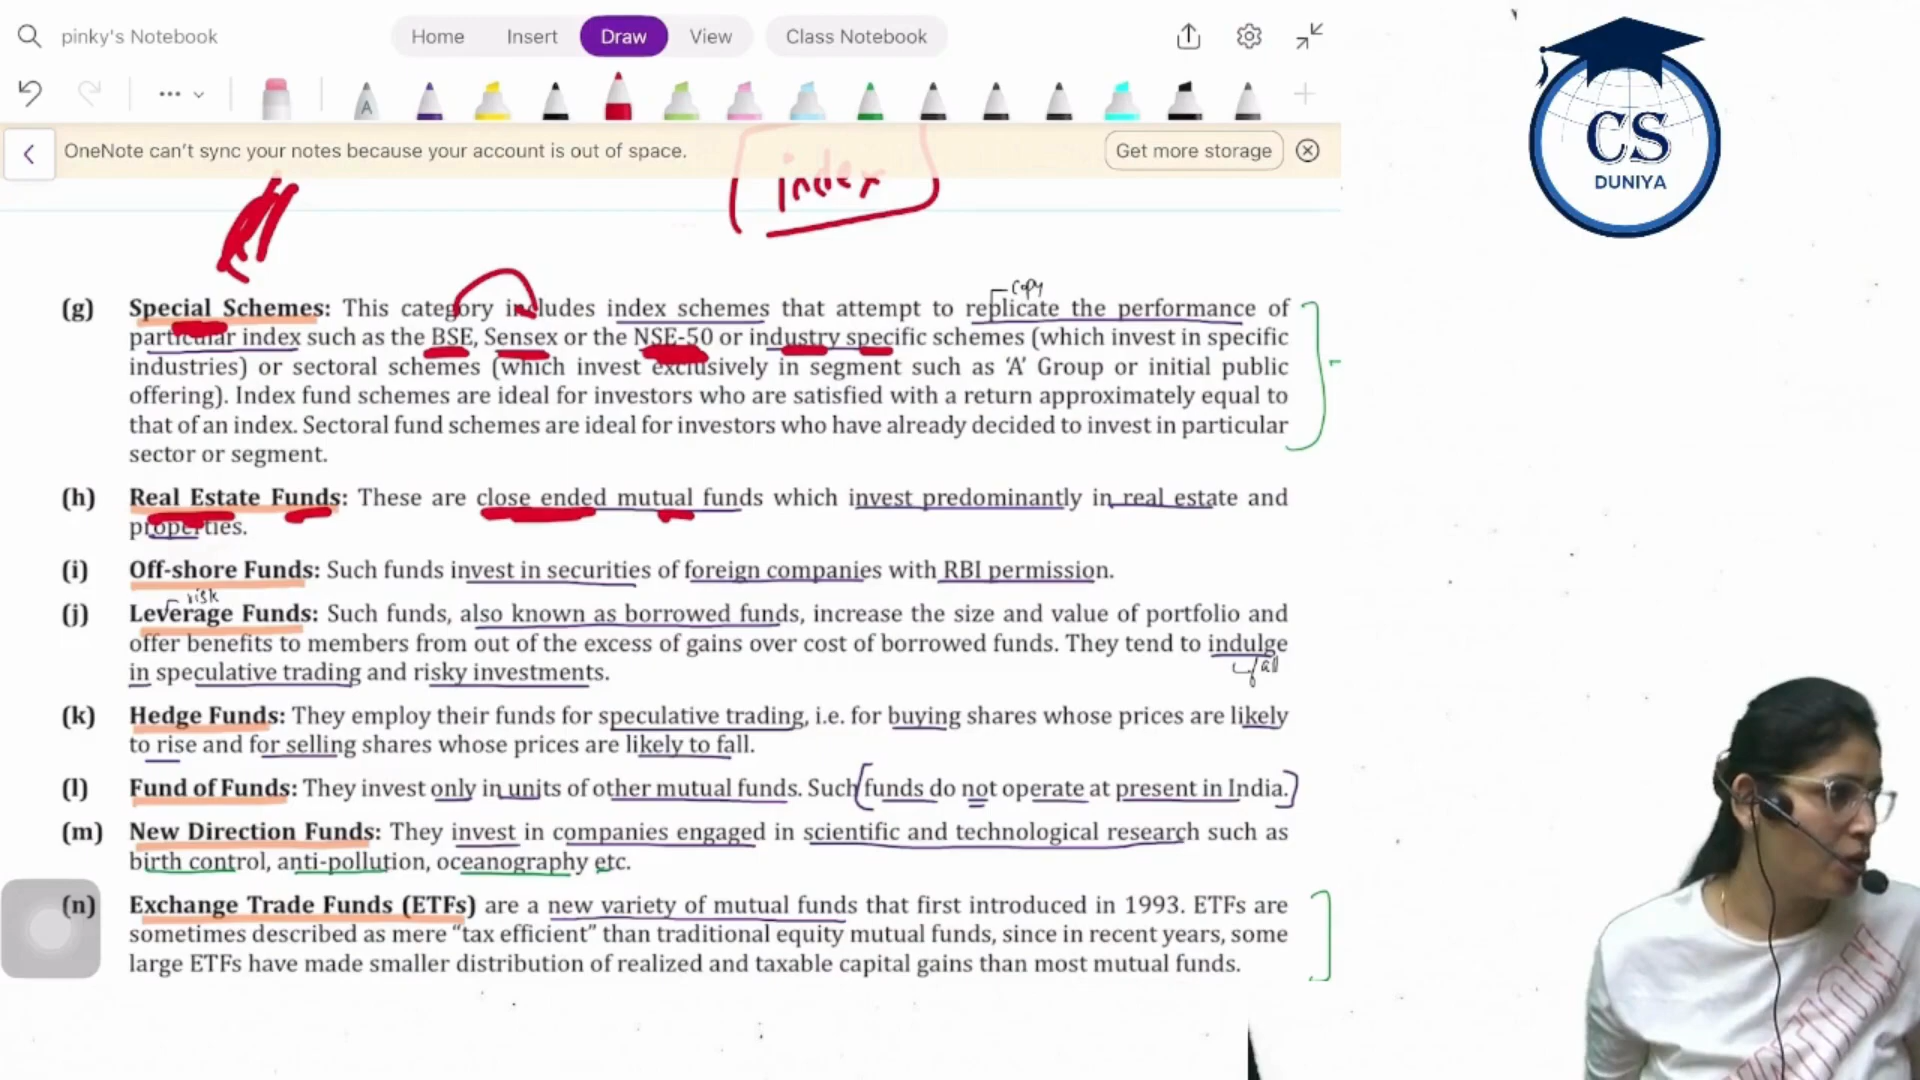 pinky's Notebook
Home Insert Draw View Class Notebook
A
OneNote can't sync your notes because your account is out of space.
Get more storage
index
copy
(g) Special Schemes: This category includes index schemes that attempt to replicate the performance of
particular index such as the BSE, Sensex or the NSE-50 or industry specific schemes (which invest in specific
industries) or sectoral schemes (which invest exclusively in segment such as ‘A’ Group or initial public
offering). Index fund schemes are ideal for investors who are satisfied with a return approximately equal to
that of an index. Sectoral fund schemes are ideal for investors who have already decided to invest in particular
sector or segment.
(h) Real Estate Funds: These are close ended mutual funds which invest predominantly in real estate and
properties.
(i) Off-shore Funds: Such funds invest in securities of foreign companies with RBI permission.
risk
(j) Leverage Funds: Such funds, also known as borrowed funds, increase the size and value of portfolio and
offer benefits to members from out of the excess of gains over cost of borrowed funds. They tend to indulge
in speculative trading and risky investments.
(k) Hedge Funds: They employ their funds for speculative trading, i.e. for buying shares whose prices are likely
to rise and for selling shares whose prices are likely to fall.
(l) Fund of Funds: They invest only in units of other mutual funds. Such funds do not operate at present in India.
(m) New Direction Funds: They invest in companies engaged in scientific and technological research such as
birth control, anti-pollution, oceanography etc.
(n) Exchange Trade Funds (ETFs) are a new variety of mutual funds that first introduced in 1993. ETFs are
sometimes described as mere “tax efficient” than traditional equity mutual funds, since in recent years, some
large ETFs have made smaller distribution of realized and taxable capital gains than most mutual funds.
CS
DUNIYA